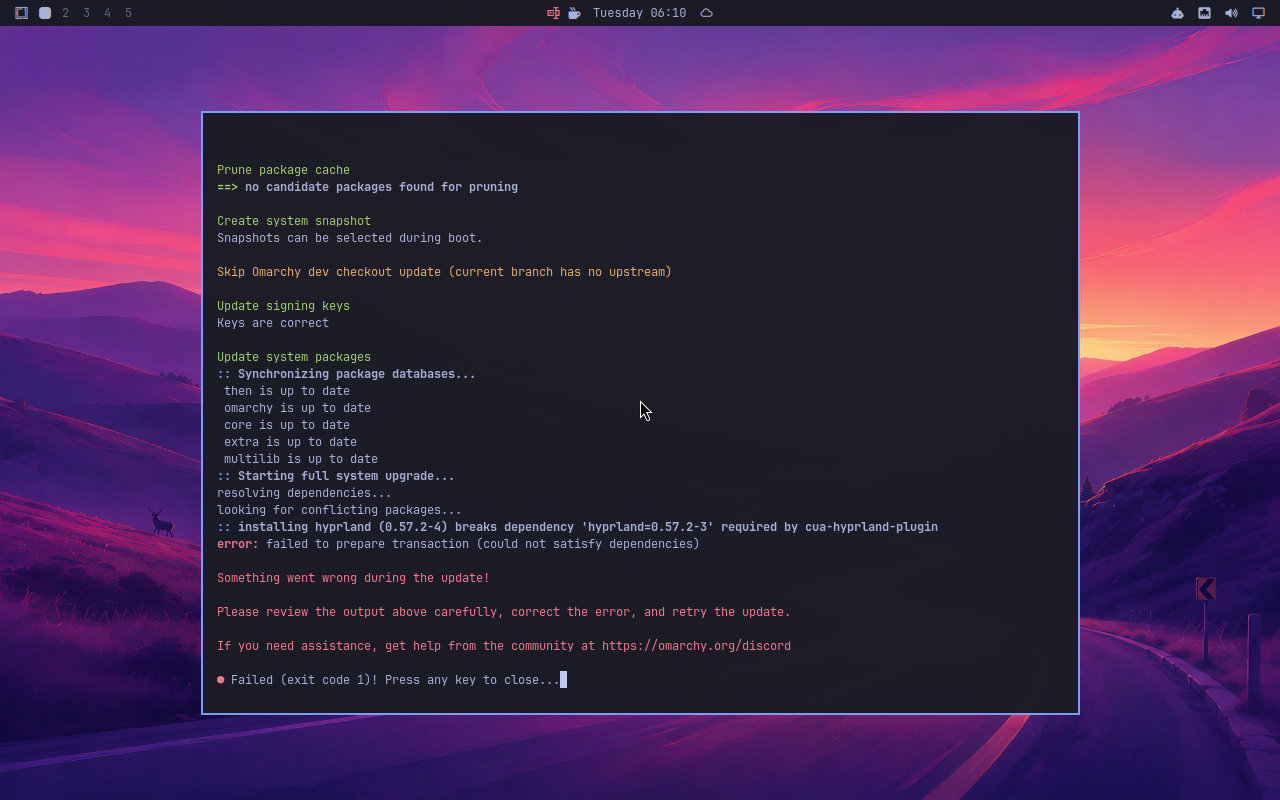 2 3 4 5
Tuesday 06:10
Prune package cache
==> no candidate packages found for pruning
Create system snapshot
Snapshots can be selected during boot.
Skip Omarchy dev checkout update (current branch has no upstream)
Update signing keys
Keys are correct
Update system packages
:: Synchronizing package databases...
then is up to date
omarchy is up to date
core is up to date
extra is up to date
multilib is up to date
:: Starting full system upgrade...
resolving dependencies...
looking for conflicting packages...
:: installing hyprland (0.57.2-4) breaks dependency 'hyprland=0.57.2-3' required by cua-hyprland-plugin
error: failed to prepare transaction (could not satisfy dependencies)
Something went wrong during the update!
Please review the output above carefully, correct the error, and retry the update.
If you need assistance, get help from the community at https://omarchy.org/discord
● Failed (exit code 1)! Press any key to close...